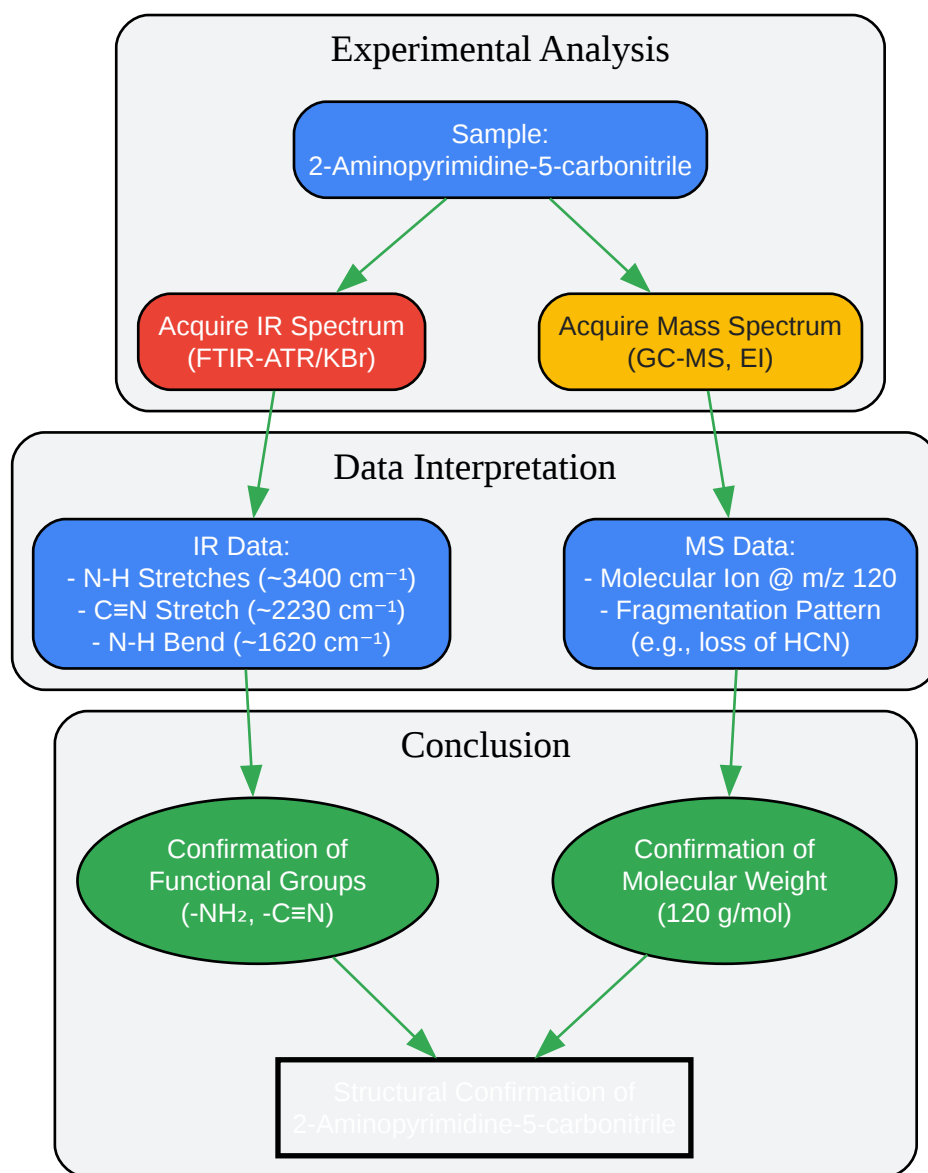 Experimental Analysis
Sample:
2-Aminopyrimidine-5-carbonitrile
Acquire IR Spectrum
(FTIR-ATR/KBr)
Acquire Mass Spectrum
(GC-MS, EI)
Data Interpretation
IR Data:
- N-H Stretches (~3400 cm⁻¹)
- C≡N Stretch (~2230 cm⁻¹)
- N-H Bend (~1620 cm⁻¹)
MS Data:
- Molecular Ion @ m/z 120
- Fragmentation Pattern
(e.g., loss of HCN)
Conclusion
Confirmation of
Functional Groups
(-NH₂, -C≡N)
Confirmation of
Molecular Weight
(120 g/mol)
Structural Confirmation of
2-Aminopyrimidine-5-carbonitrile